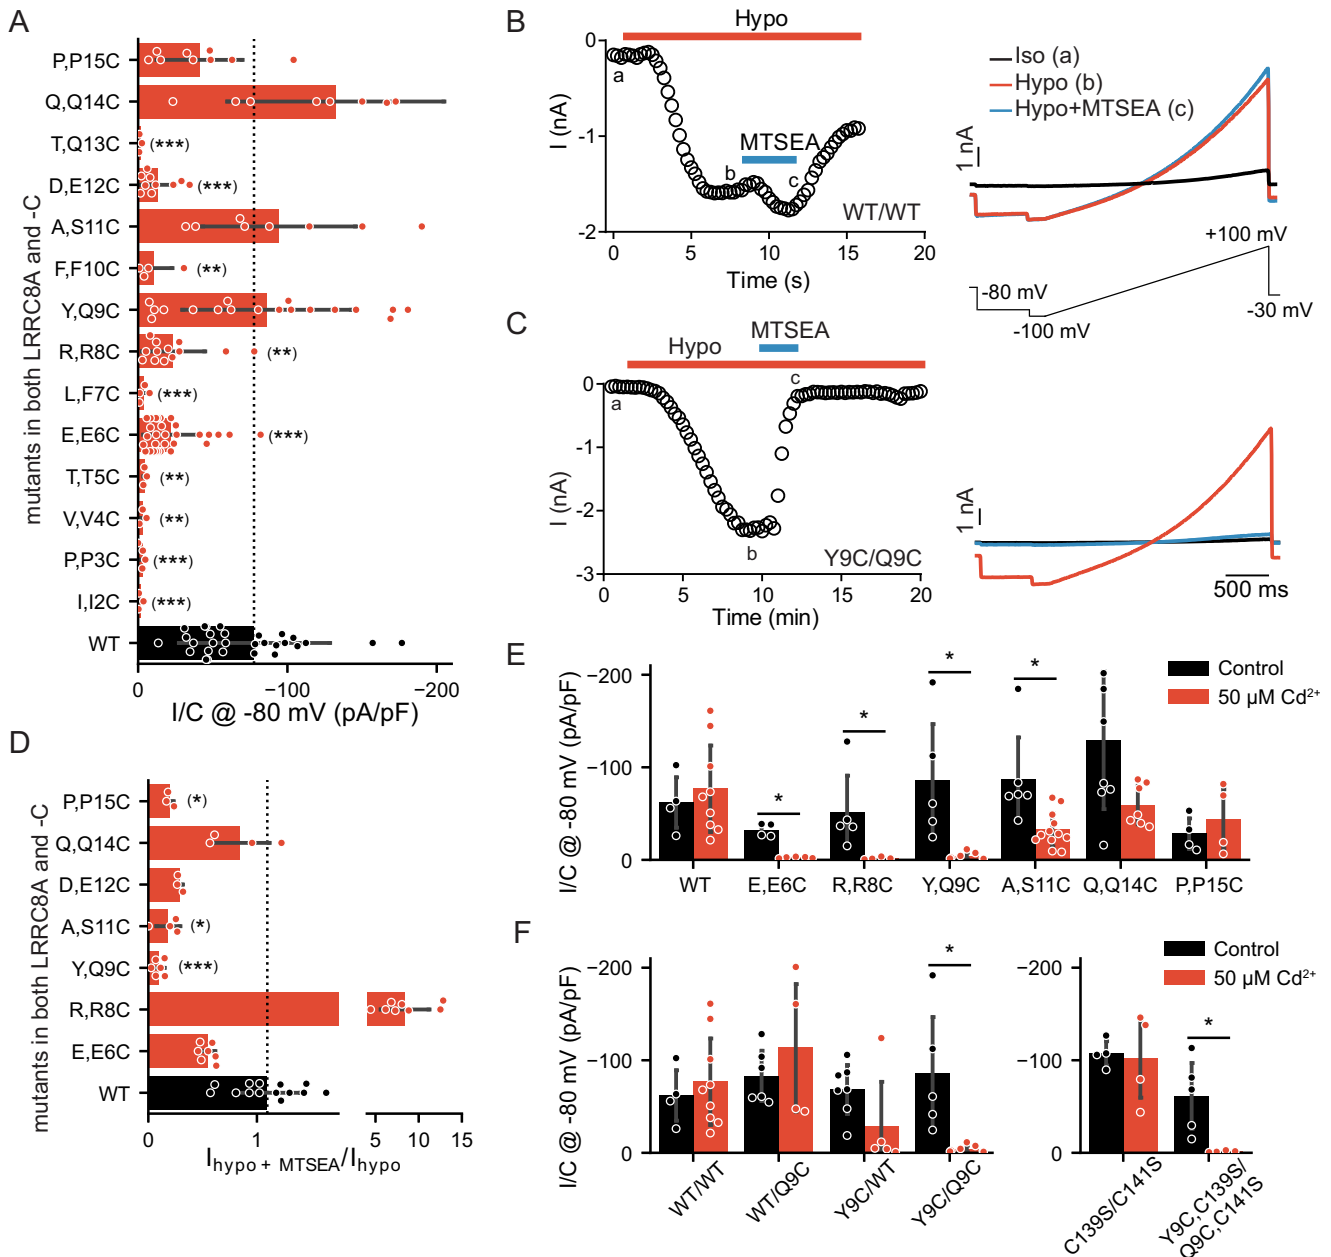 A
mutants in both LRRC8A and -C
P,P15C
Q,Q14C
T,Q13C (***)
D,E12C (***)
A,S11C
F,F10C (**)
Y,Q9C
R,R8C (**)
L,F7C (***)
E,E6C (***)
T,T5C (**)
V,V4C (**)
P,P3C (***)
I,I2C (***)
WT
0 −100 −200
I/C @ -80 mV (pA/pF)
B
Hypo
I (nA)
0
-1
-2
a
b
MTSEA
c
WT/WT
0 5 10 15 20
Time (s)
Iso (a)
Hypo (b)
Hypo+MTSEA (c)
1 nA
+100 mV
-80 mV
-100 mV
-30 mV
C
MTSEA
Hypo
I (nA)
0
-1
-2
-3
a
b
c
Y9C/Q9C
0 5 10 15 20
Time (min)
1 nA
500 ms
D
mutants in both LRRC8A and -C
P,P15C (*)
Q,Q14C
D,E12C
A,S11C (*)
Y,Q9C (***)
R,R8C
E,E6C
WT
0 1 5 10 15
Ihypo + MTSEA/Ihypo
E
I/C @ -80 mV (pA/pF)
−200
−100
0
* * * *
Control
50 µM Cd2+
WT E,E6C R,R8C Y,Q9C A,S11C Q,Q14C P,P15C
F
I/C @ -80 mV (pA/pF)
−200
−100
0
*
WT/WT WT/Q9C Y9C/WT Y9C/Q9C
Control
50 µM Cd2+
−200
−100
0
*
C139S/C141S
Y9C,C139S/
Q9C,C141S